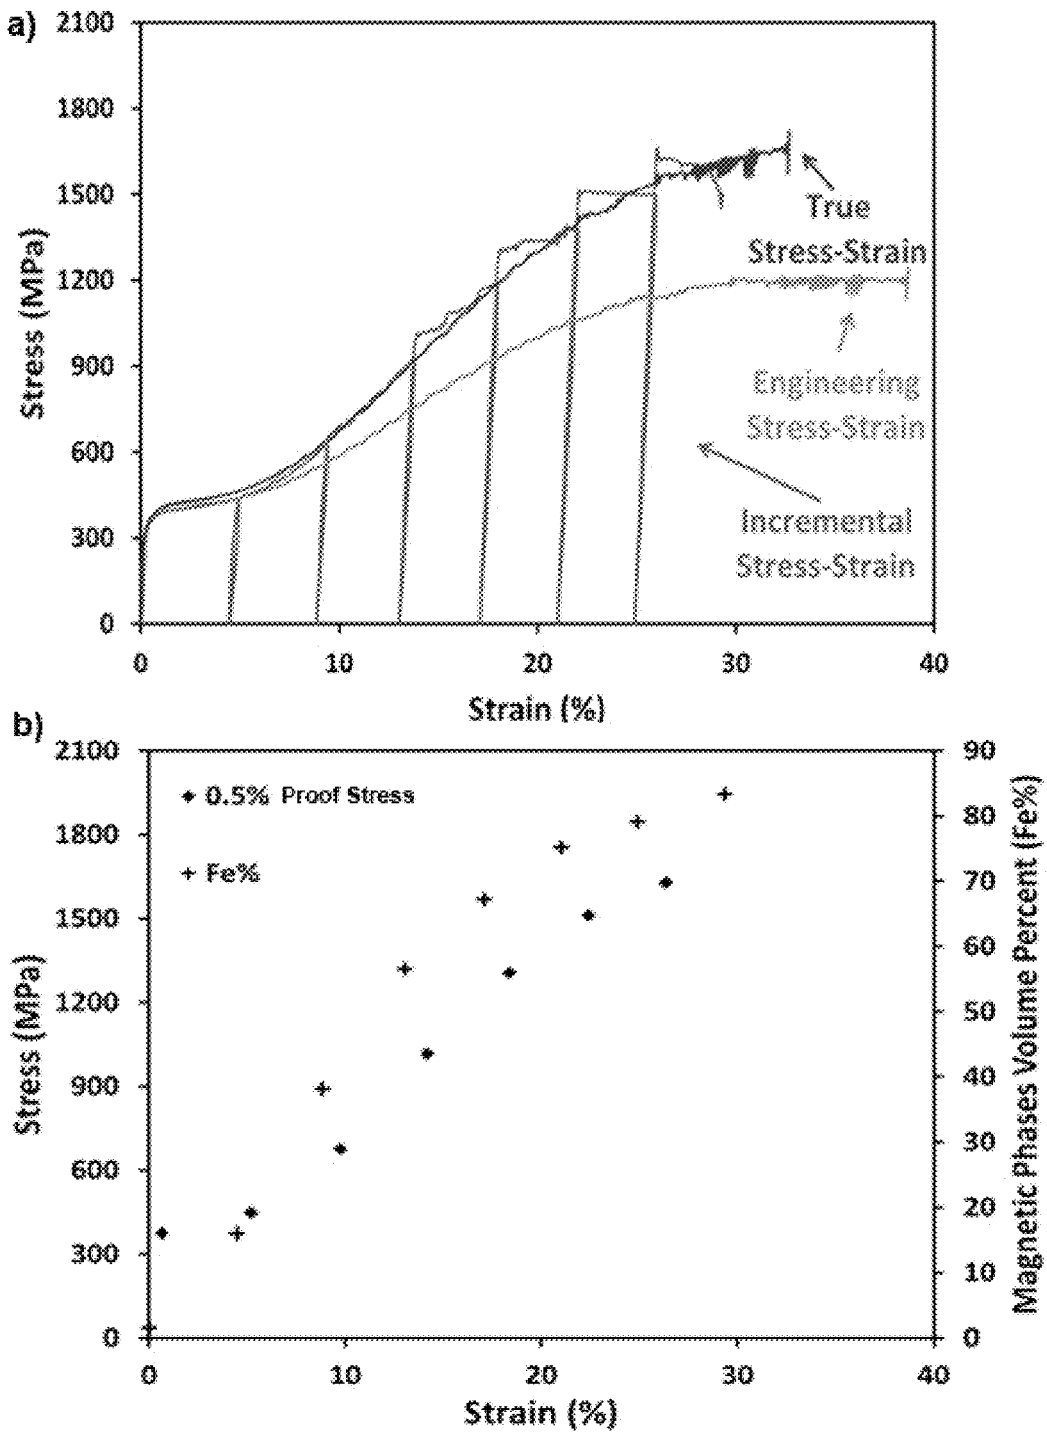 a)
2100
1800
1500
1200
900
600
300
0
Stress (MPa)
True
Stress-Strain
Engineering
Stress-Strain
Incremental
Stress-Strain
0 10 20 30 40
Strain (%)
b)
2100
1800
1500
1200
900
600
300
0
Stress (MPa)
0.5% Proof Stress
Fe%
90
80
70
60
50
40
30
20
10
0
Magnetic Phases Volume Percent (Fe%)
0 10 20 30 40
Strain (%)